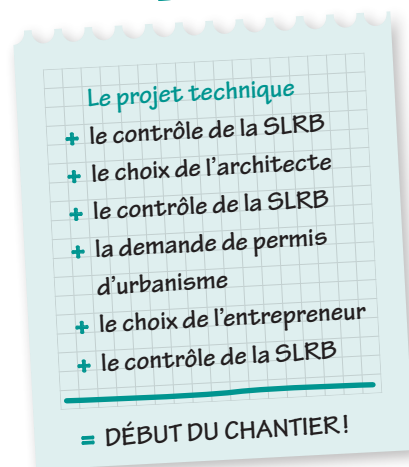 Le projet technique
+ le contrôle de la SLRB
+ le choix de l'architecte
+ le contrôle de la SLRB
+ la demande de permis
d'urbanisme
+ le choix de l'entrepreneur
+ le contrôle de la SLRB
= DÉBUT DU CHANTIER!